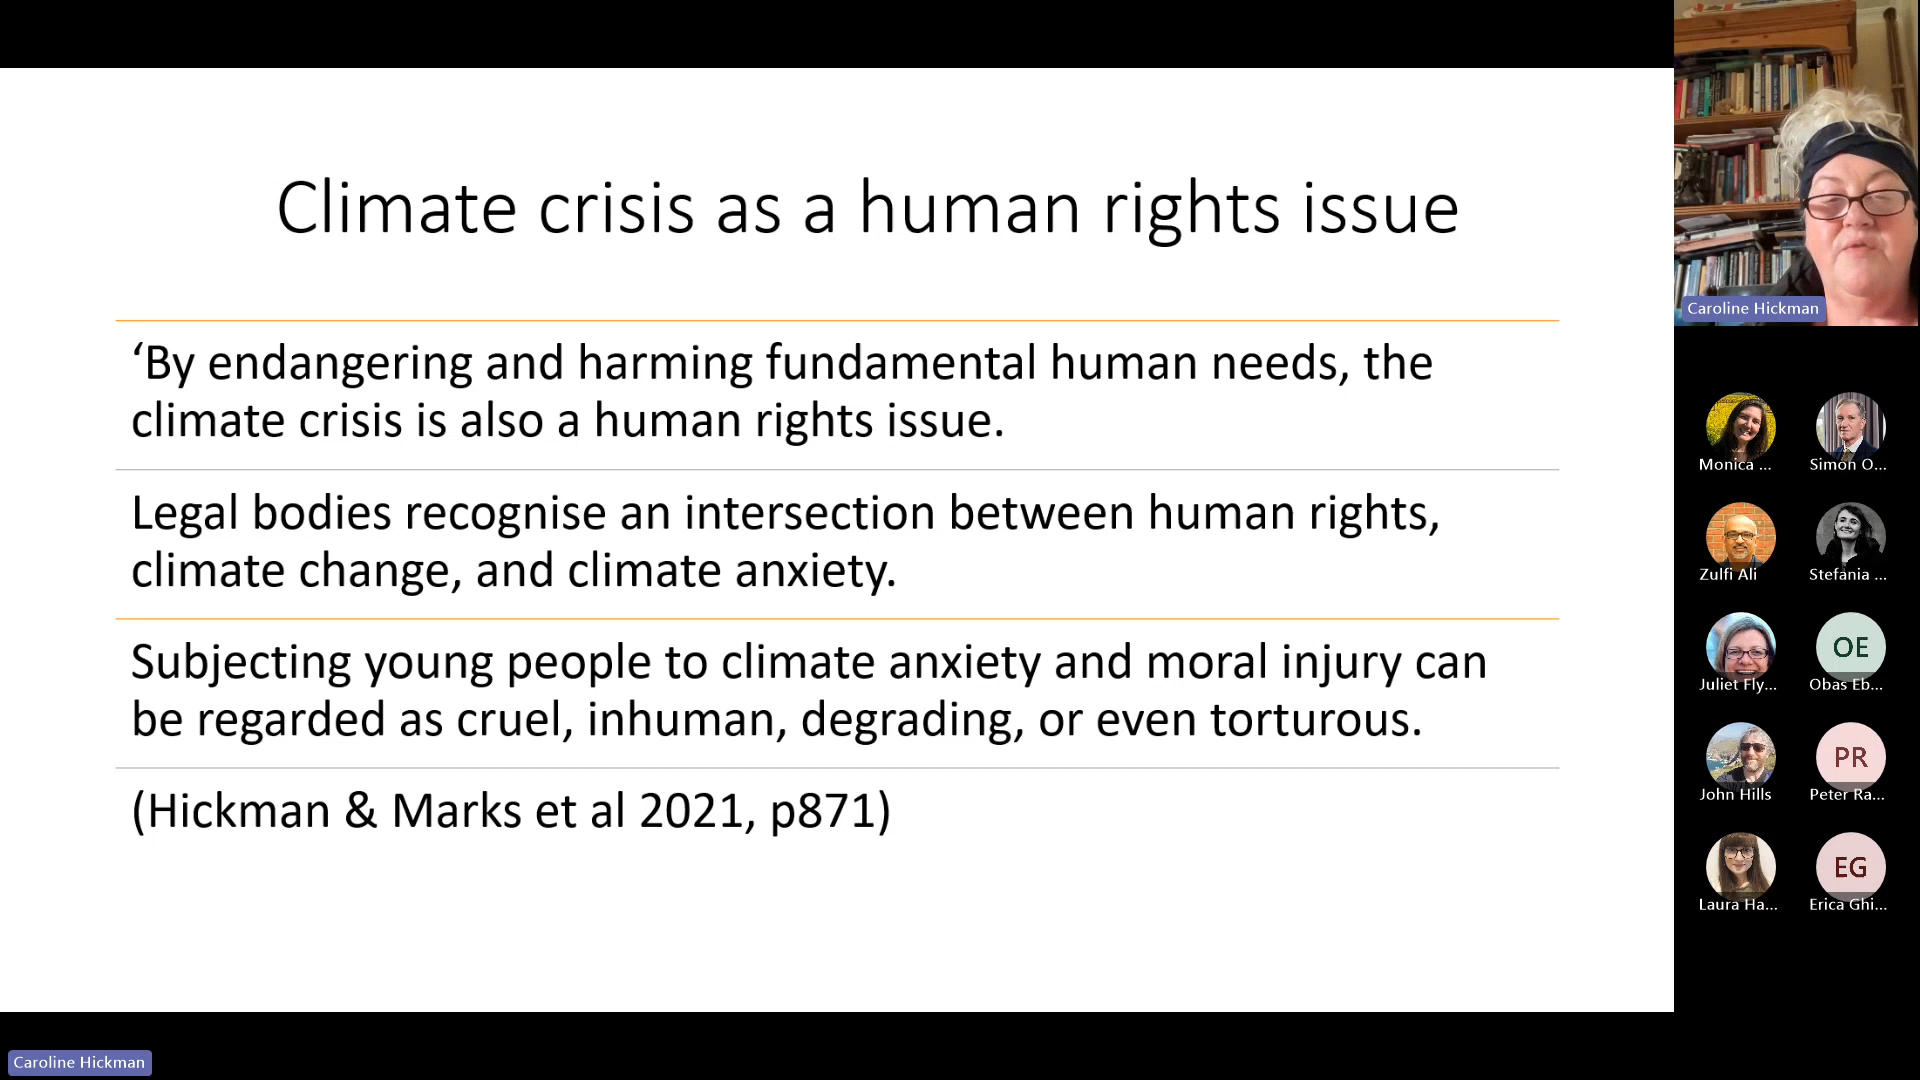 Climate crisis as a human rights issue
‘By endangering and harming fundamental human needs, the
climate crisis is also a human rights issue.
Legal bodies recognise an intersection between human rights,
climate change, and climate anxiety.
Subjecting young people to climate anxiety and moral injury can
be regarded as cruel, inhuman, degrading, or even torturous.
(Hickman & Marks et al 2021, p871)
Caroline Hickman
Monica ...
Simon O...
Zulfi Ali
Stefania ...
Juliet Fly...
OE
Obas Eb...
John Hills
PR
Peter Ra...
Laura Ha...
EG
Erica Ghi...
Caroline Hickman